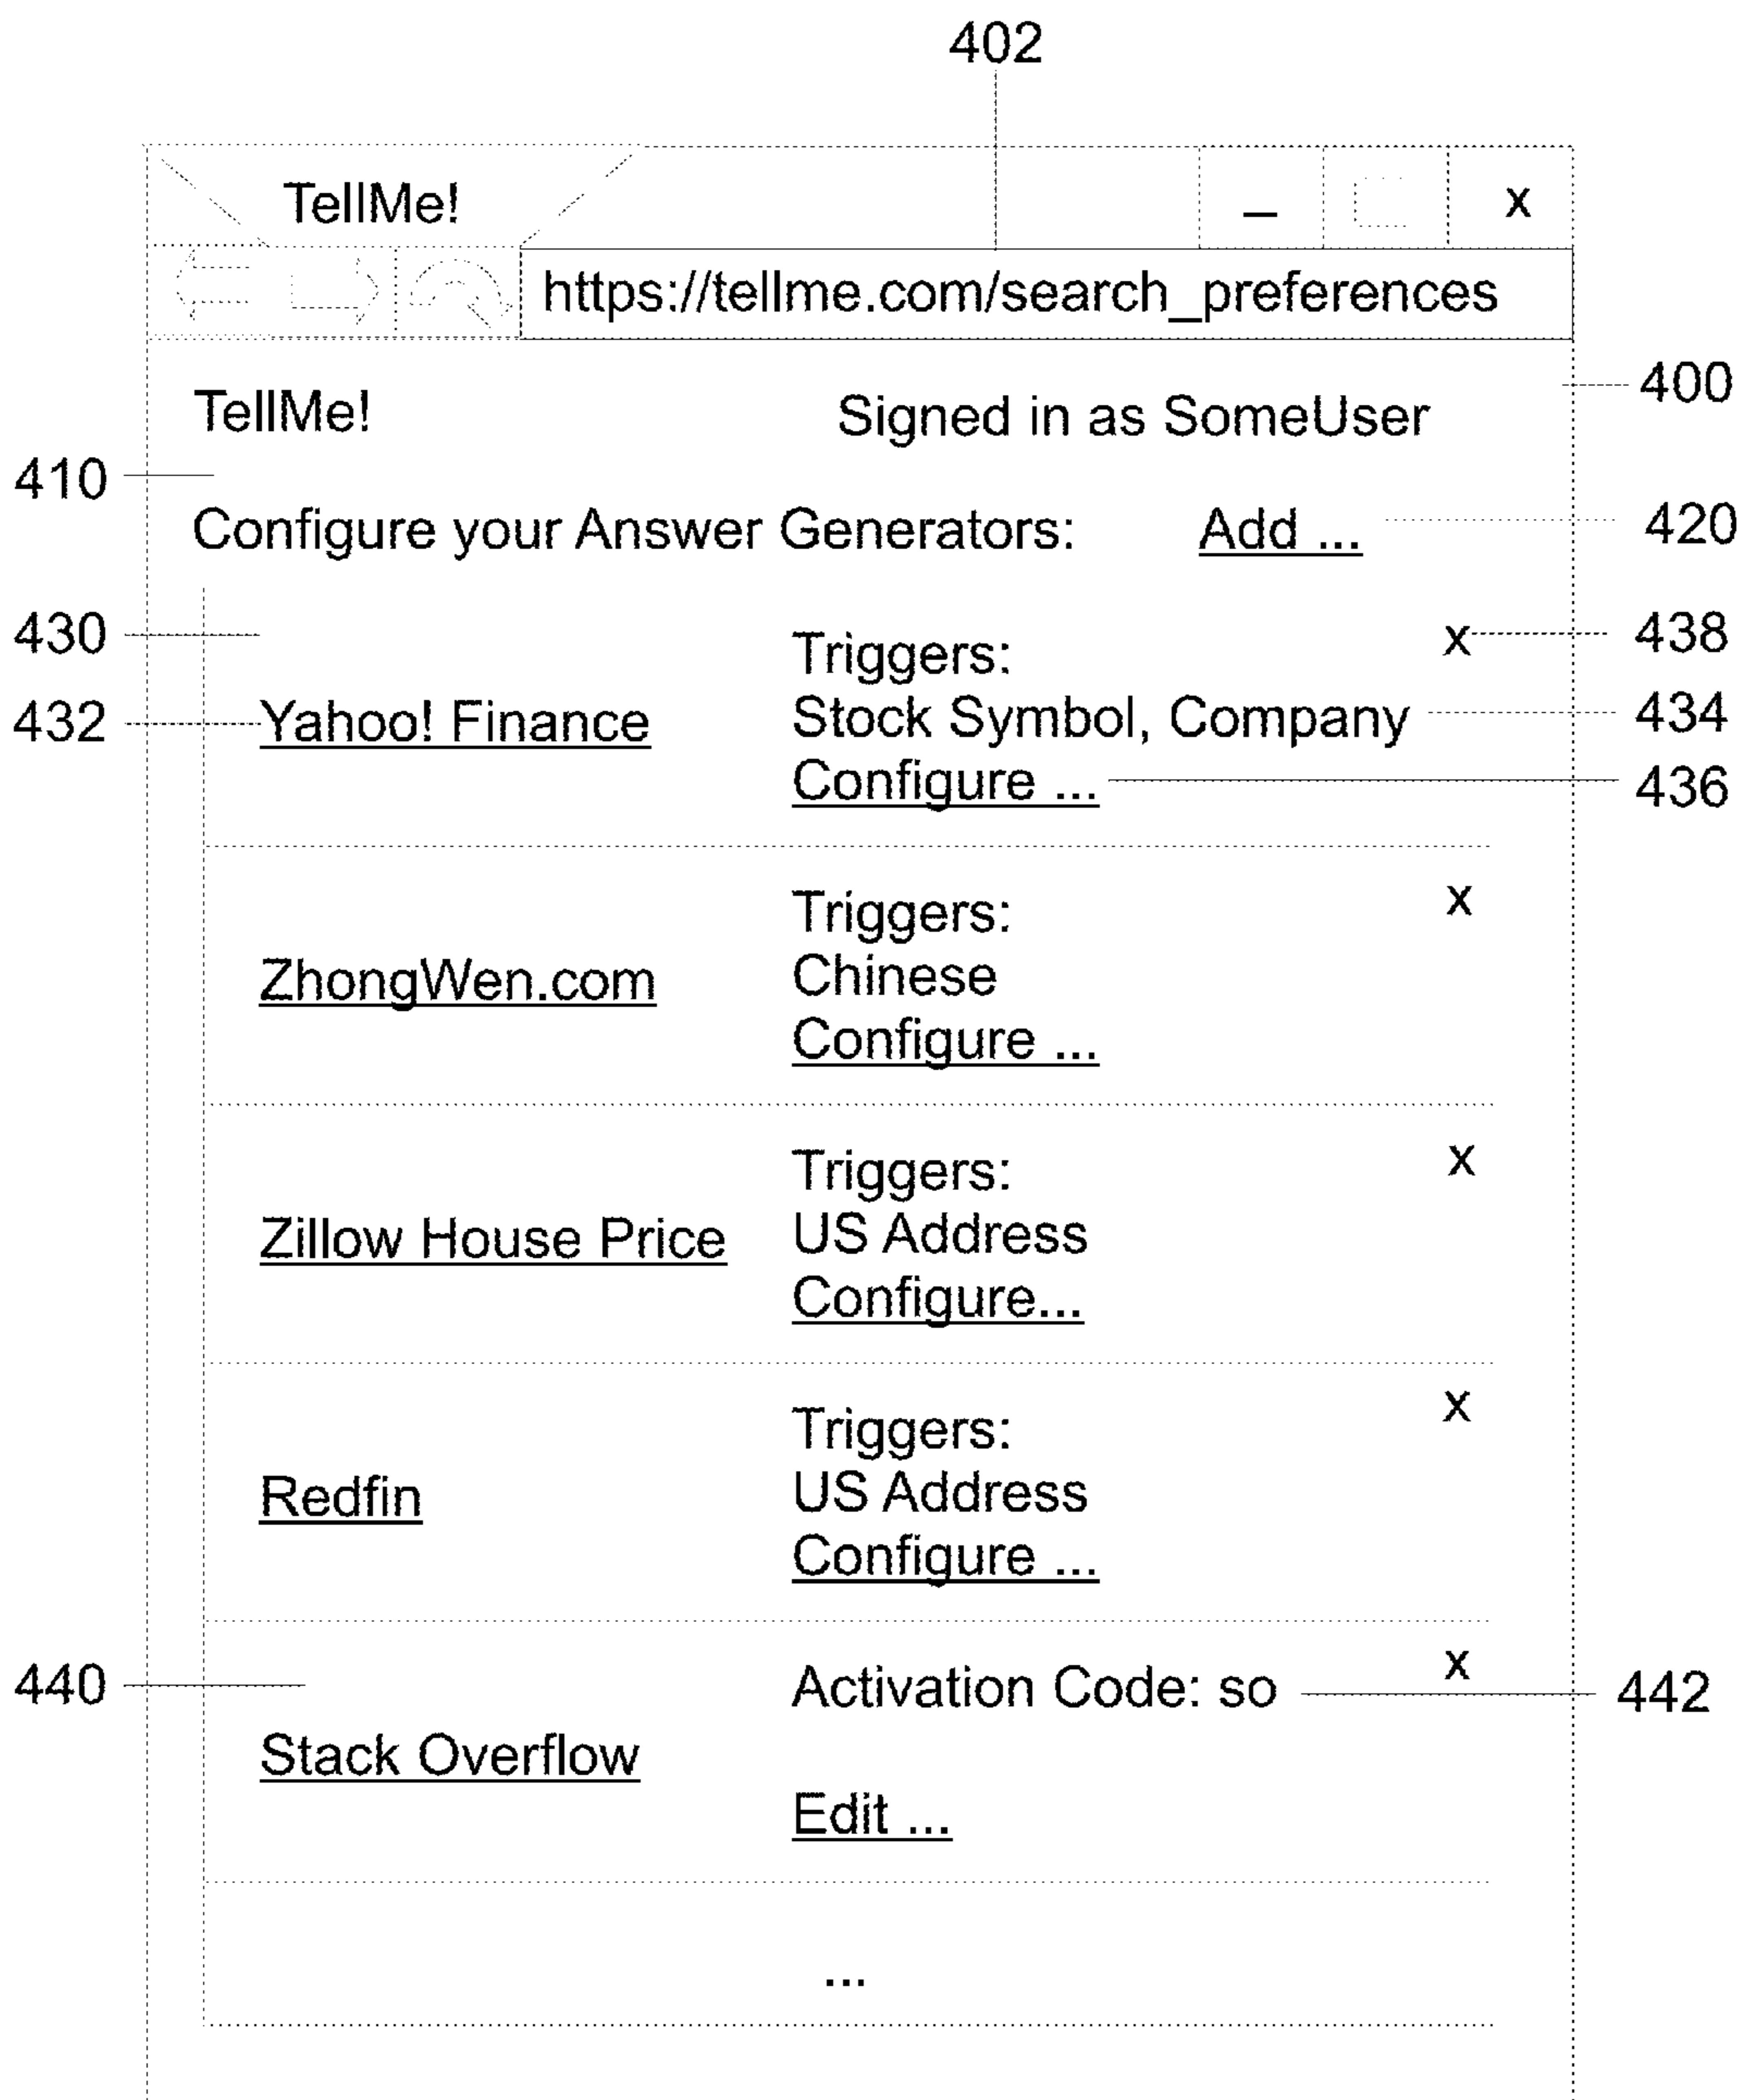 402
TellMe!
_ x
https://tellme.com/search_preferences
400
TellMe! Signed in as SomeUser
410
Configure your Answer Generators: Add ... 420
430 Triggers: x 438
432 Yahoo! Finance Stock Symbol, Company 434
Configure ... 436
Triggers: x
ZhongWen.com Chinese
Configure ...
Triggers: x
Zillow House Price US Address
Configure...
Triggers: x
Redfin US Address
Configure ...
440 Activation Code: so x 442
Stack Overflow
Edit ...
...